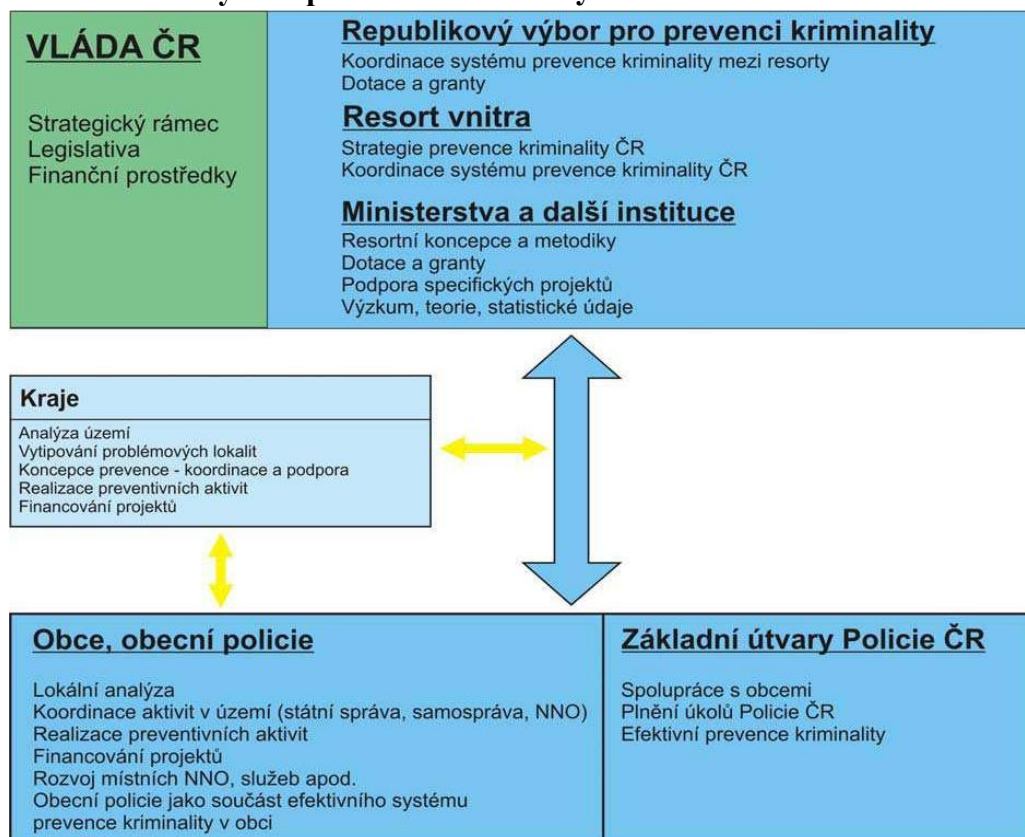 VLÁDA ČR
Strategický rámec
Legislativa
Finanční prostředky
Republikový výbor pro prevenci kriminality
Koordinace systému prevence kriminality mezi resorty
Dotace a granty
Resort vnitra
Strategie prevence kriminality ČR
Koordinace systému prevence kriminality ČR
Ministerstva a další instituce
Resortní koncepce a metodiky
Dotace a granty
Podpora specifických projektů
Výzkum, teorie, statistické údaje
Kraje
Analýza území
Vytipování problémových lokalit
Koncepce prevence - koordinace a podpora
Realizace preventivních aktivit
Financování projektů
Obce, obecní policie
Lokální analýza
Koordinace aktivit v území (státní správa, samospráva, NNO)
Realizace preventivních aktivit
Financování projektů
Rozvoj místních NNO, služeb apod.
Obecní policie jako součást efektivního systému
prevence kriminality v obci
Základní útvary Policie ČR
Spolupráce s obcemi
Plnění úkolů Policie ČR
Efektivní prevence kriminality